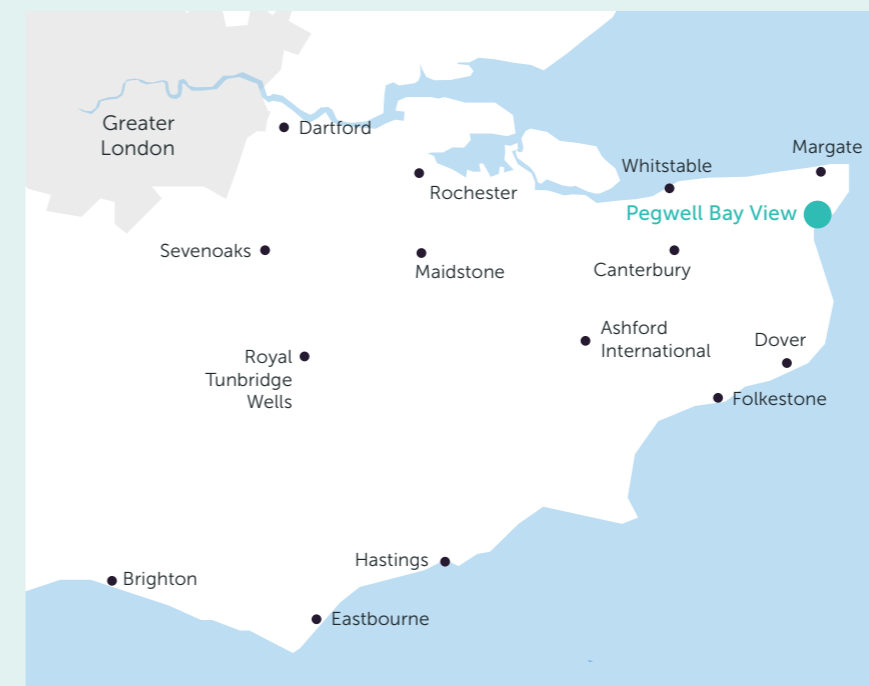 Greater
London
Dartford
Margate
Whitstable
Rochester
Pegwell Bay View
Sevenoaks
Maidstone
Canterbury
Ashford
International
Dover
Royal
Tunbridge
Wells
Folkestone
Hastings
Brighton
Eastbourne